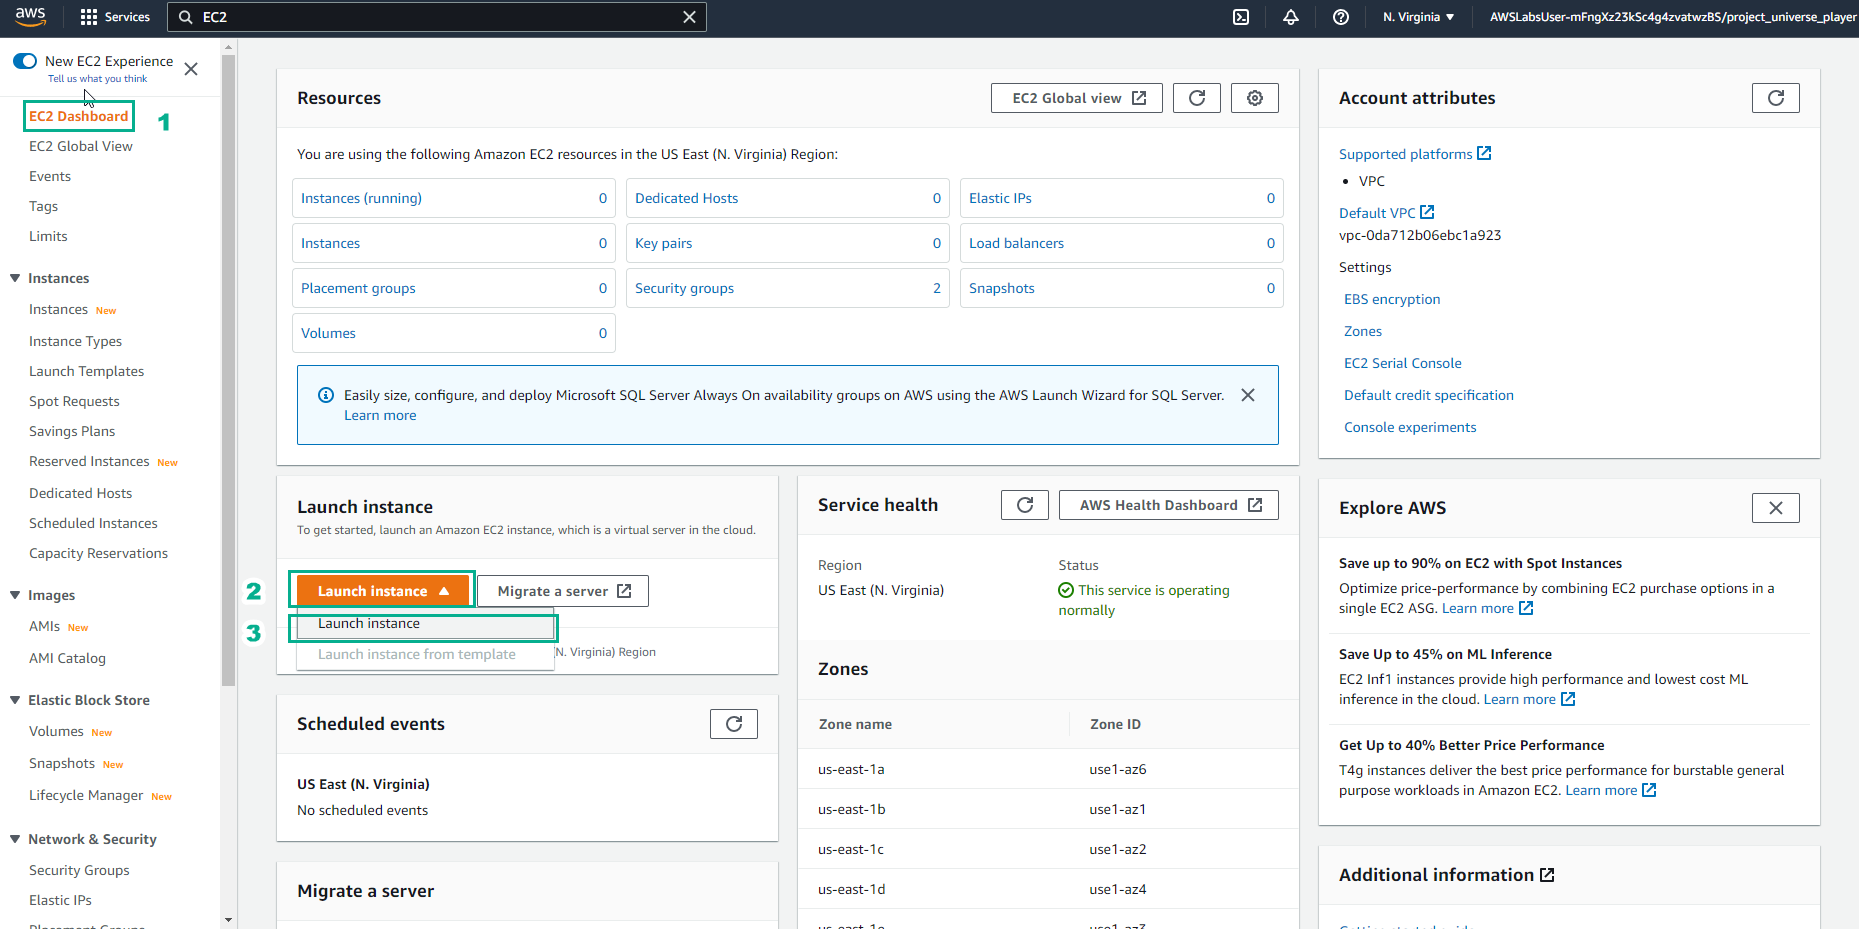 aws
Services
EC2
N. Virginia
AWSLabsUser-mFngXz23kSc4g4zvatwzBS/project_universe_player
New EC2 Experience
Tell us what you think
EC2 Dashboard
1
EC2 Global View
Events
Tags
Limits
Instances
Instances New
Instance Types
Launch Templates
Spot Requests
Savings Plans
Reserved Instances New
Dedicated Hosts
Scheduled Instances
Capacity Reservations
Images
AMIs New
AMI Catalog
Elastic Block Store
Volumes New
Snapshots New
Lifecycle Manager New
Network & Security
Security Groups
Elastic IPs
Resources
EC2 Global view
You are using the following Amazon EC2 resources in the US East (N. Virginia) Region:
Instances (running) 0
Dedicated Hosts 0
Elastic IPs 0
Instances 0
Key pairs 0
Load balancers 0
Placement groups 0
Security groups 2
Snapshots 0
Volumes 0
Easily size, configure, and deploy Microsoft SQL Server Always On availability groups on AWS using the AWS Launch Wizard for SQL Server.
Learn more
Launch instance
To get started, launch an Amazon EC2 instance, which is a virtual server in the cloud.
2
Launch instance
Migrate a server
3
Launch instance
Launch instance from template
(N. Virginia) Region
Scheduled events
US East (N. Virginia)
No scheduled events
Migrate a server
Service health
AWS Health Dashboard
Region
Status
US East (N. Virginia)
This service is operating
normally
Zones
Zone name Zone ID
us-east-1a use1-az6
us-east-1b use1-az1
us-east-1c use1-az2
us-east-1d use1-az4
us-east-1e use1-az3
Account attributes
Supported platforms
• VPC
Default VPC
vpc-0da712b06ebc1a923
Settings
EBS encryption
Zones
EC2 Serial Console
Default credit specification
Console experiments
Explore AWS
Save up to 90% on EC2 with Spot Instances
Optimize price-performance by combining EC2 purchase options in a
single EC2 ASG. Learn more
Save Up to 45% on ML Inference
EC2 Inf1 instances provide high performance and lowest cost ML
inference in the cloud. Learn more
Get Up to 40% Better Price Performance
T4g instances deliver the best price performance for burstable general
purpose workloads in Amazon EC2. Learn more
Additional information